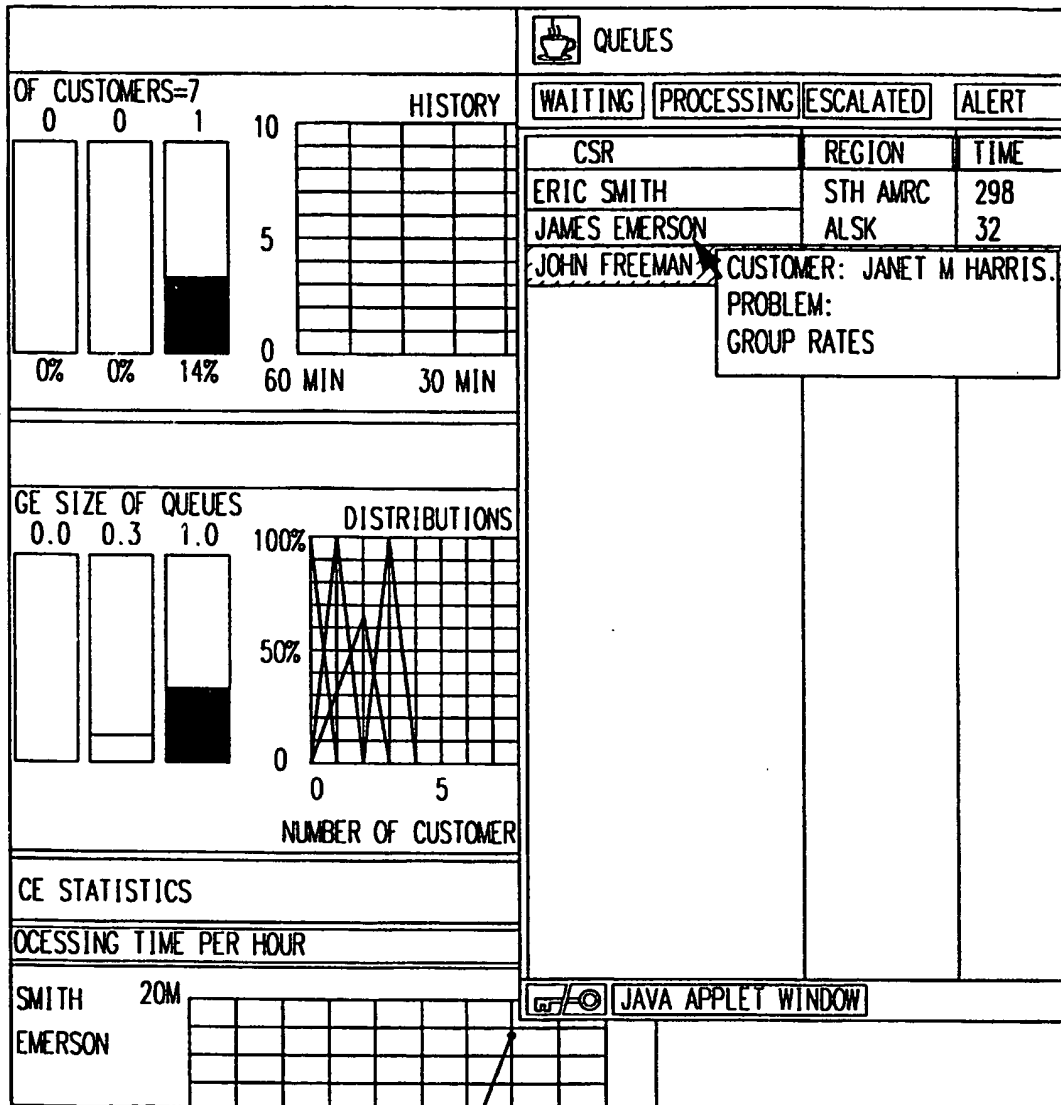 OF CUSTOMERS=7
0 0 1
HISTORY
10
5
0
0% 0% 14%
60 MIN 30 MIN
GE SIZE OF QUEUES
0.0 0.3 1.0
DISTRIBUTIONS
100%
50%
0
0 5
NUMBER OF CUSTOMER
CE STATISTICS
OCESSING TIME PER HOUR
SMITH 20M
EMERSON
QUEUES
WAITING PROCESSING ESCALATED ALERT
CSR REGION TIME
ERIC SMITH STH AMRC 298
JAMES EMERSON ALSK 32
JOHN FREEMAN
CUSTOMER: JANET M HARRIS.
PROBLEM:
GROUP RATES
JAVA APPLET WINDOW